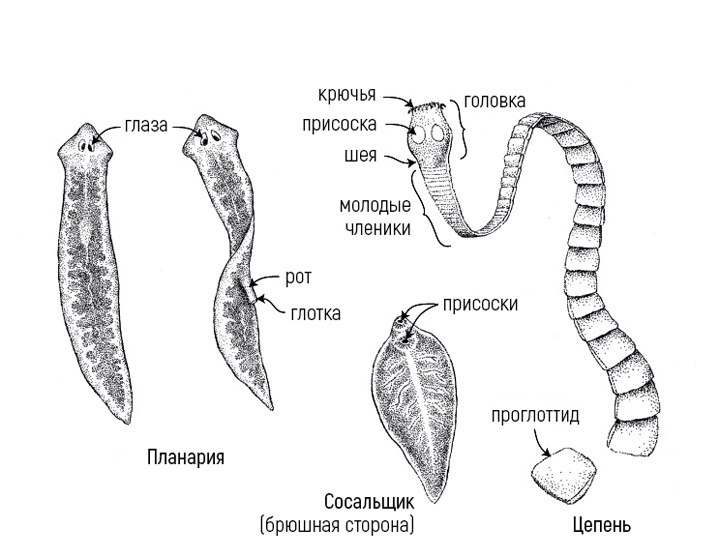 крючья
головка
присоска
глаза
шея
молодые
членики
рот
глотка
присоски
проглоттид
Планария
Сосальщик
(брюшная сторона)
Цепень